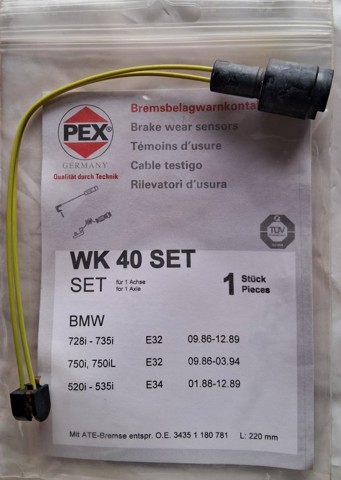 Bremsbelagwarnkonta
PEX
Brake wear sensors
GERMANY
Témoins d'usure
Qualität durch Technik
Cable testigo
Rilevatori d'usura
TÜV
WK 40 SET
SET für 1 Achse for 1 Axle
1 Stück Pieces
BMW
728i - 735i E32 09.86-12.89
750i, 750iL E32 09.86-03.94
520i - 535i E34 01.88-12.89
Mit ATE-Bremse entspr. O.E. 3435 1 180 781 L: 220 mm